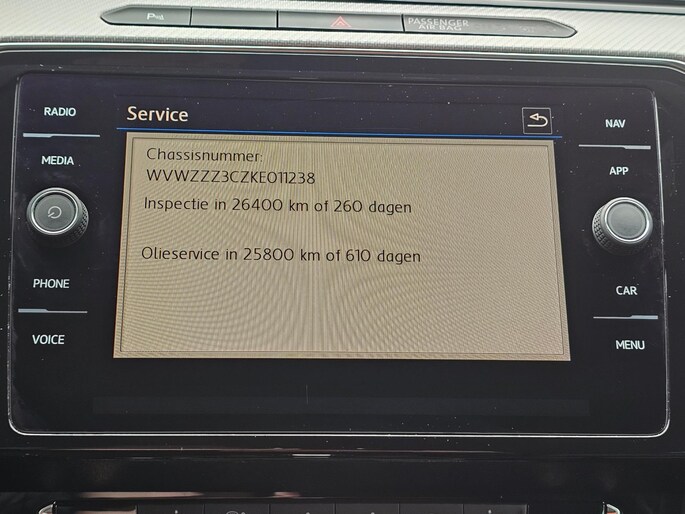 PASSENGER
AIR BAG
RADIO
MEDIA
PHONE
VOICE
Service
Chassisnummer:
WVWZZZ3CZKE011238
Inspectie in 26400 km of 260 dagen
Olieservice in 25800 km of 610 dagen
NAV
APP
CAR
MENU